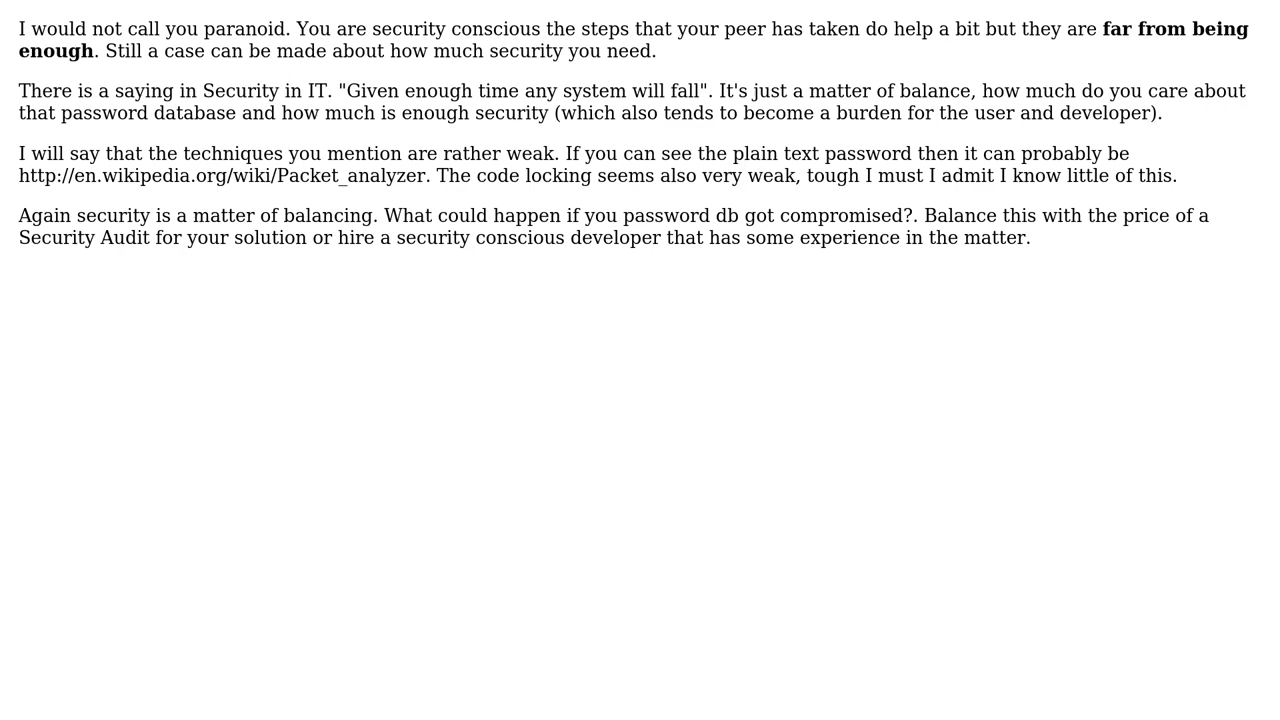 I would not call you paranoid. You are security conscious the steps that your peer has taken do help a bit but they are far from being
enough. Still a case can be made about how much security you need.
There is a saying in Security in IT. "Given enough time any system will fall". It's just a matter of balance, how much do you care about
that password database and how much is enough security (which also tends to become a burden for the user and developer).
I will say that the techniques you mention are rather weak. If you can see the plain text password then it can probably be
http://en.wikipedia.org/wiki/Packet_analyzer. The code locking seems also very weak, tough I must I admit I know little of this.
Again security is a matter of balancing. What could happen if you password db got compromised?. Balance this with the price of a
Security Audit for your solution or hire a security conscious developer that has some experience in the matter.